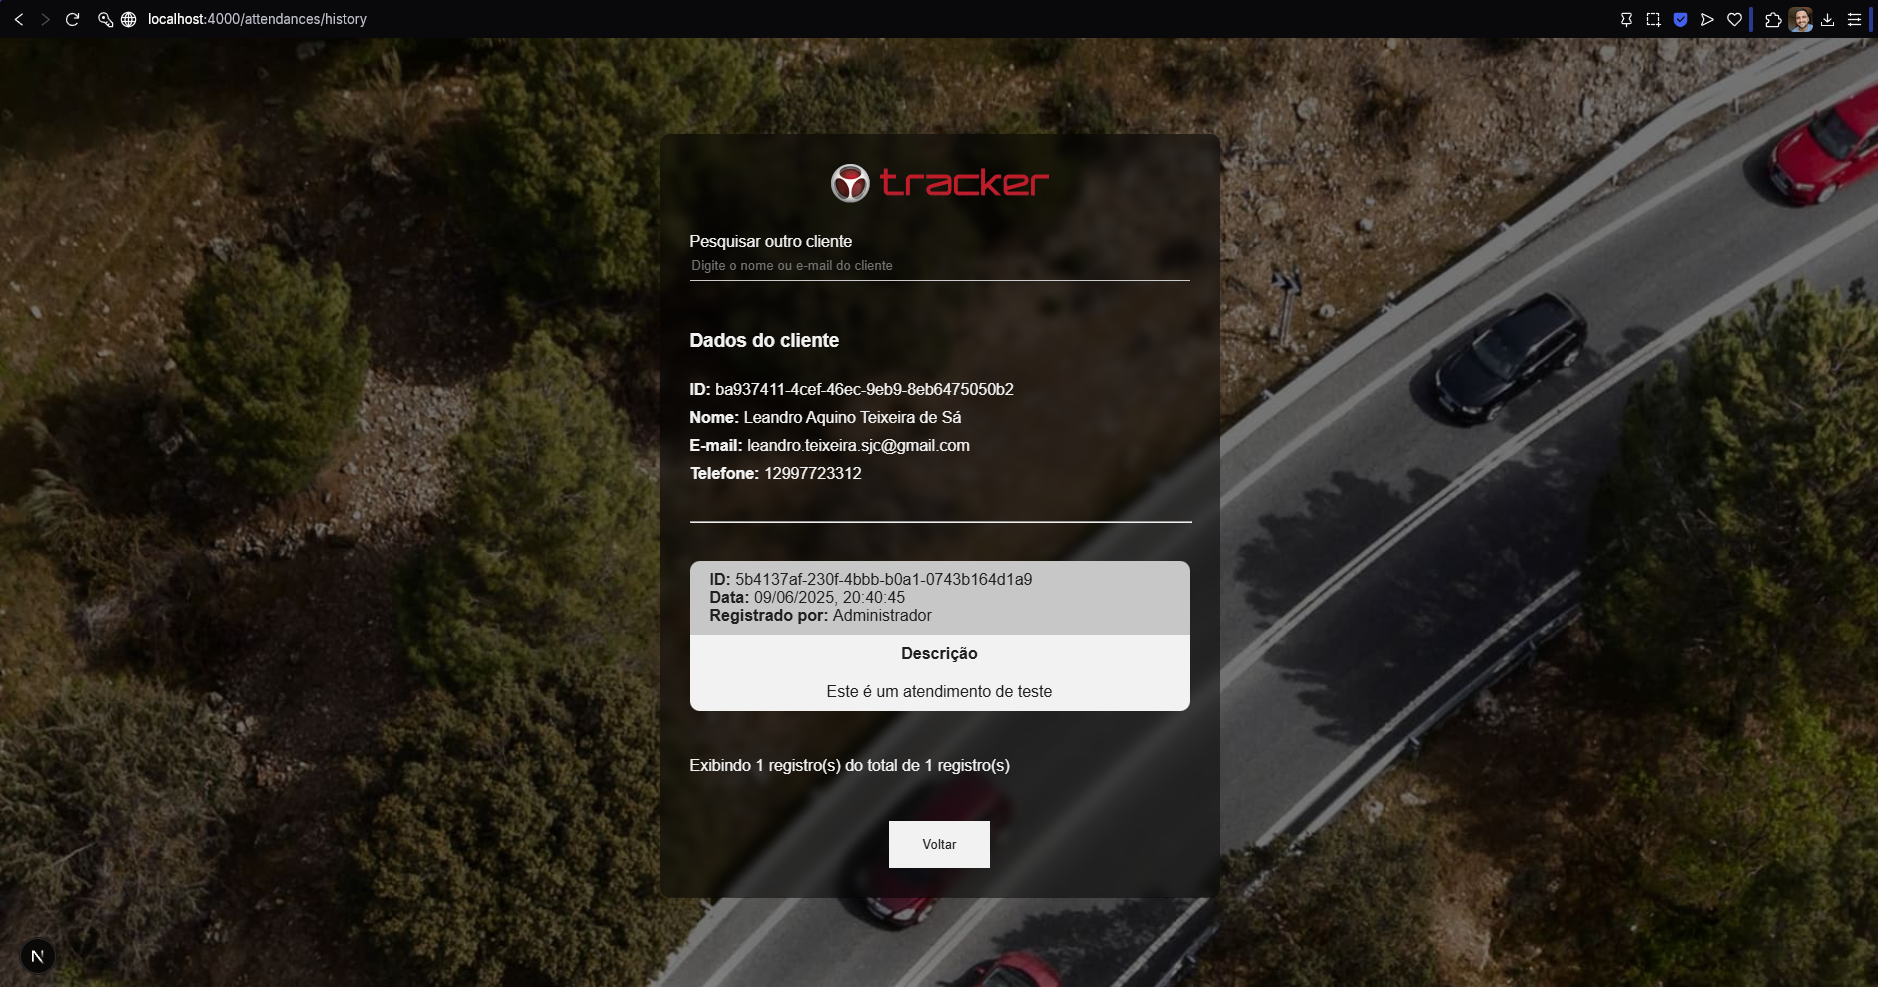 localhost:4000/attendances/history
tracker
Pesquisar outro cliente
Digite o nome ou e-mail do cliente
Dados do cliente
ID: ba937411-4cef-46ec-9eb9-8eb6475050b2
Nome: Leandro Aquino Teixeira de Sá
E-mail: leandro.teixeira.sjc@gmail.com
Telefone: 12997723312
ID: 5b4137af-230f-4bbb-b0a1-0743b164d1a9
Data: 09/06/2025, 20:40:45
Registrado por: Administrador
Descrição
Este é um atendimento de teste
Exibindo 1 registro(s) do total de 1 registro(s)
Voltar
N